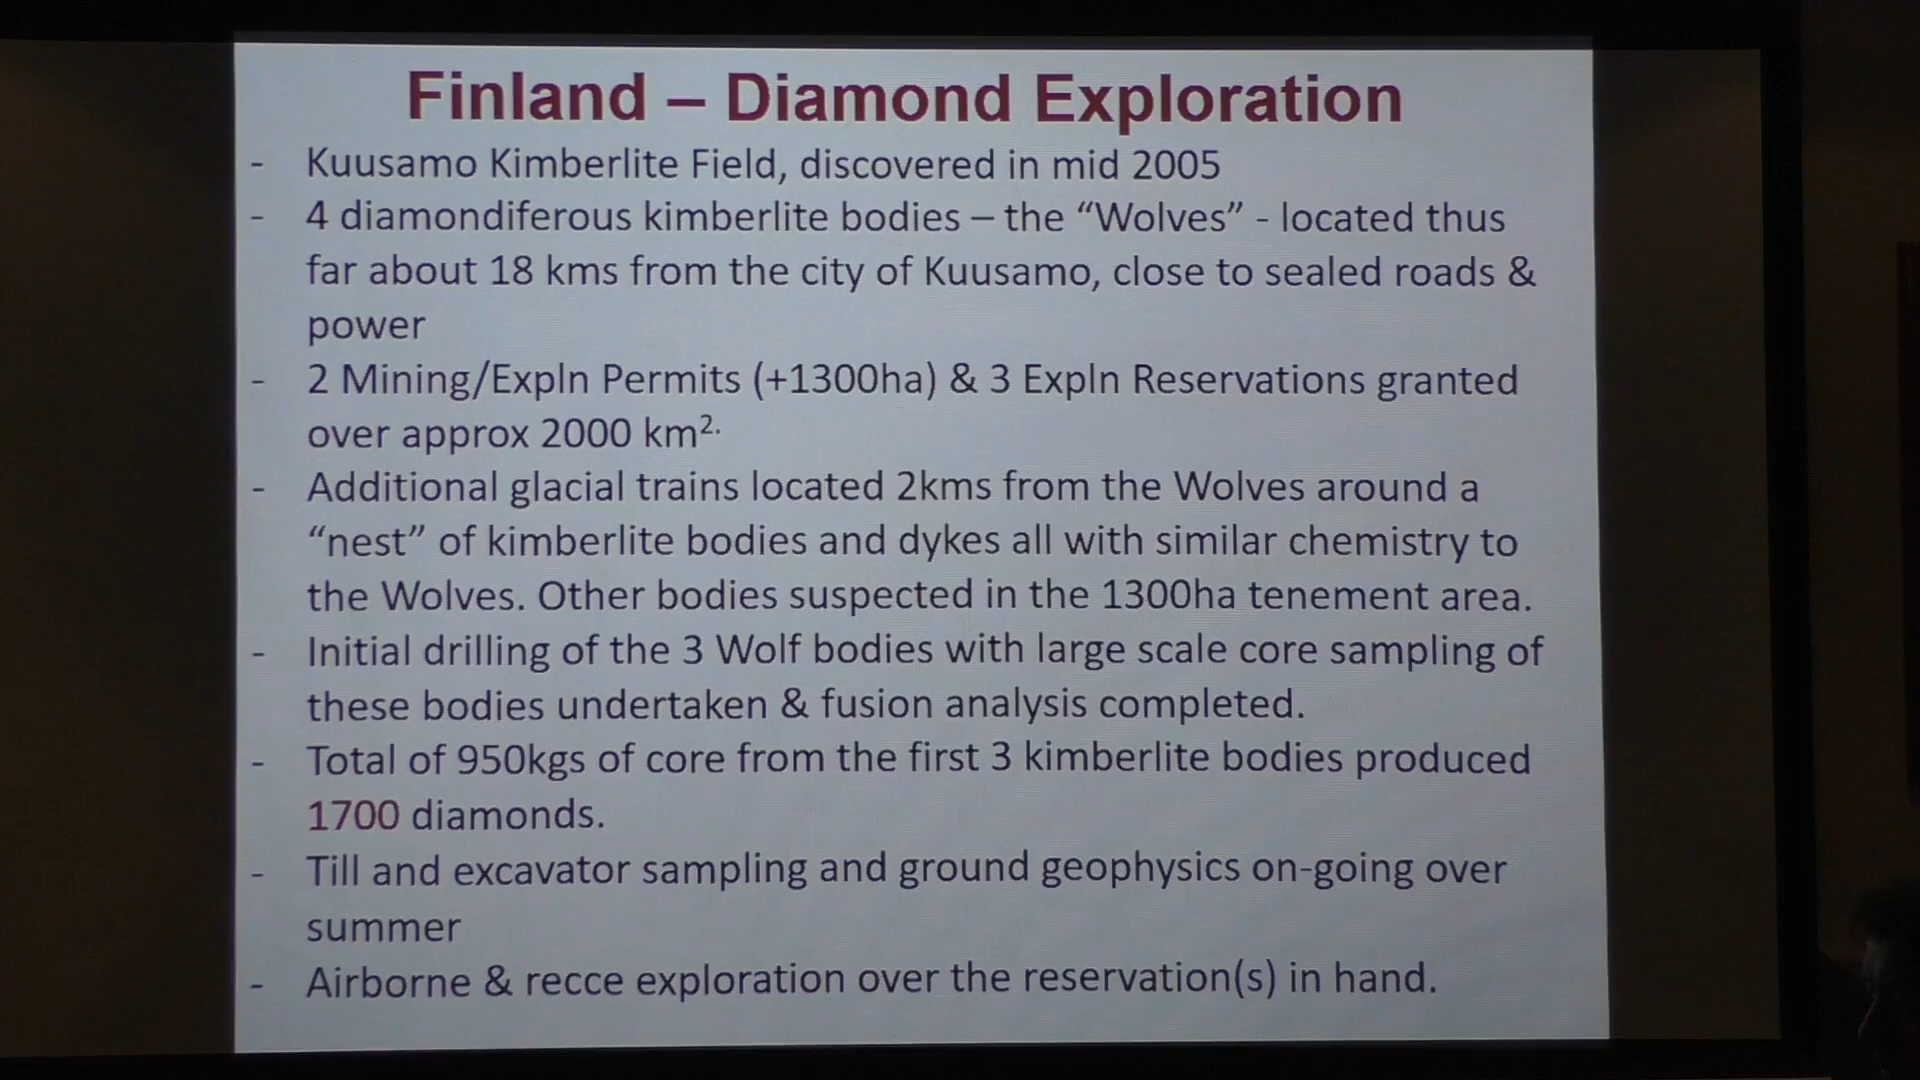 Finland – Diamond Exploration
- Kuusamo Kimberlite Field, discovered in mid 2005
- 4 diamondiferous kimberlite bodies – the “Wolves” - located thus
far about 18 kms from the city of Kuusamo, close to sealed roads &
power
- 2 Mining/Expln Permits (+1300ha) & 3 Expln Reservations granted
over approx 2000 km².
- Additional glacial trains located 2kms from the Wolves around a
“nest” of kimberlite bodies and dykes all with similar chemistry to
the Wolves. Other bodies suspected in the 1300ha tenement area.
- Initial drilling of the 3 Wolf bodies with large scale core sampling of
these bodies undertaken & fusion analysis completed.
- Total of 950kgs of core from the first 3 kimberlite bodies produced
1700 diamonds.
- Till and excavator sampling and ground geophysics on-going over
summer
- Airborne & recce exploration over the reservation(s) in hand.